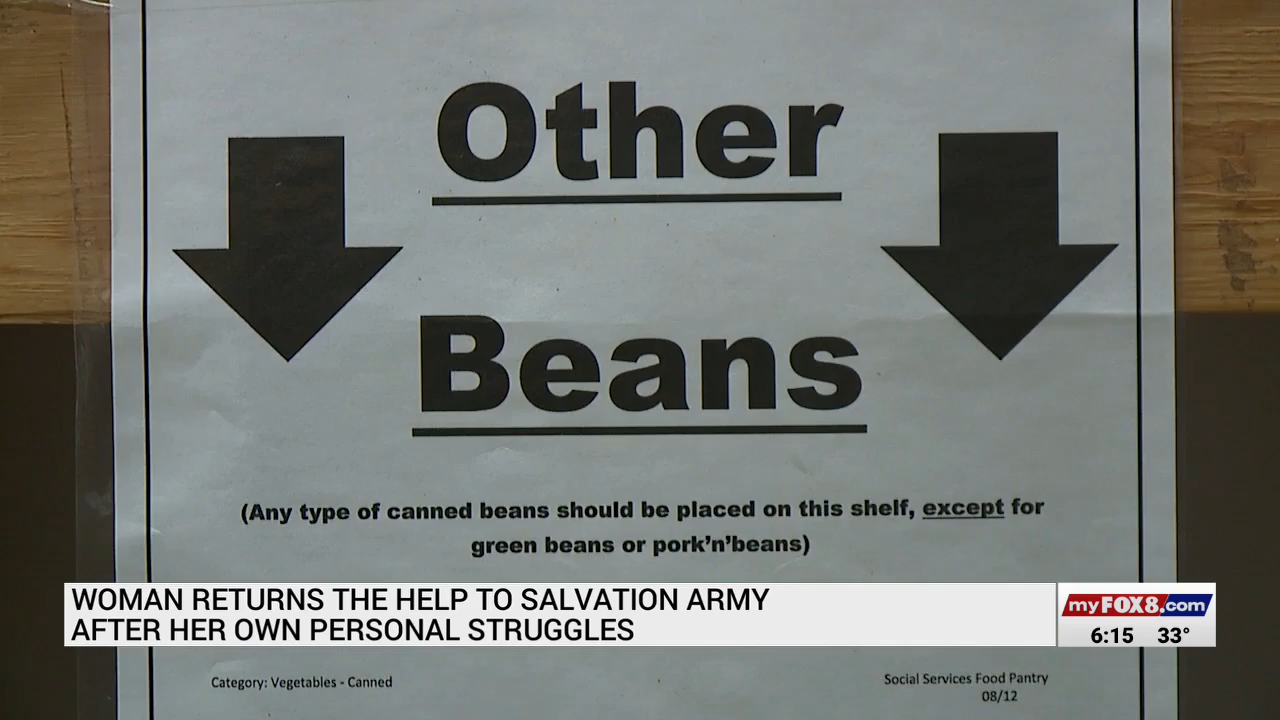 Other
Beans
(Any type of canned beans should be placed on this shelf, except for
green beans or pork'n'beans)
WOMAN RETURNS THE HELP TO SALVATION ARMY
AFTER HER OWN PERSONAL STRUGGLES
myFOX8.com
6:15 33°
Category: Vegetables - Canned
Social Services Food Pantry
08/12